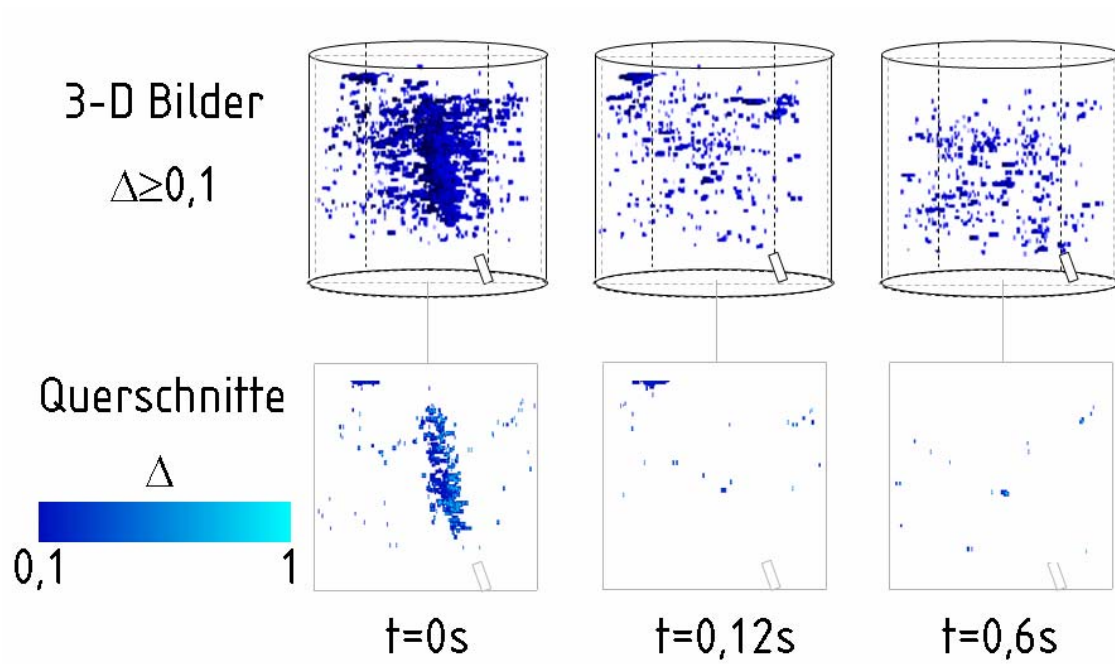 3-D Bilder
Δ≥0,1
Querschnitte
Δ
0,1 1
t=0s t=0,12s t=0,6s